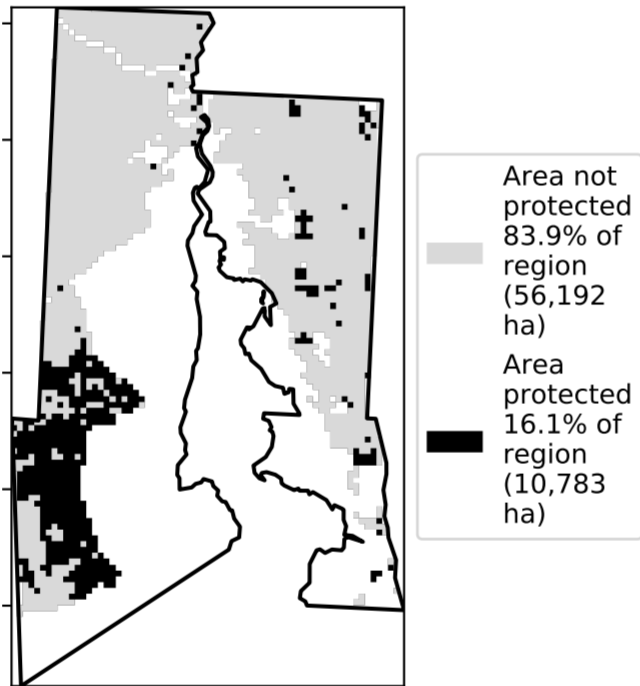 Area not
protected
83.9% of
region
(56,192
ha)
Area
protected
16.1% of
region
(10,783
ha)